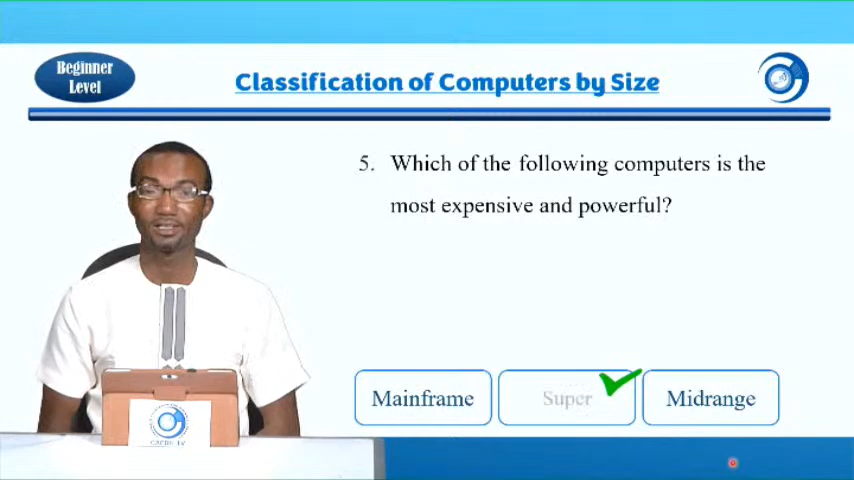 Beginner
Level
Classification of Computers by Size
5. Which of the following computers is the
most expensive and powerful?
Mainframe
Super
Midrange